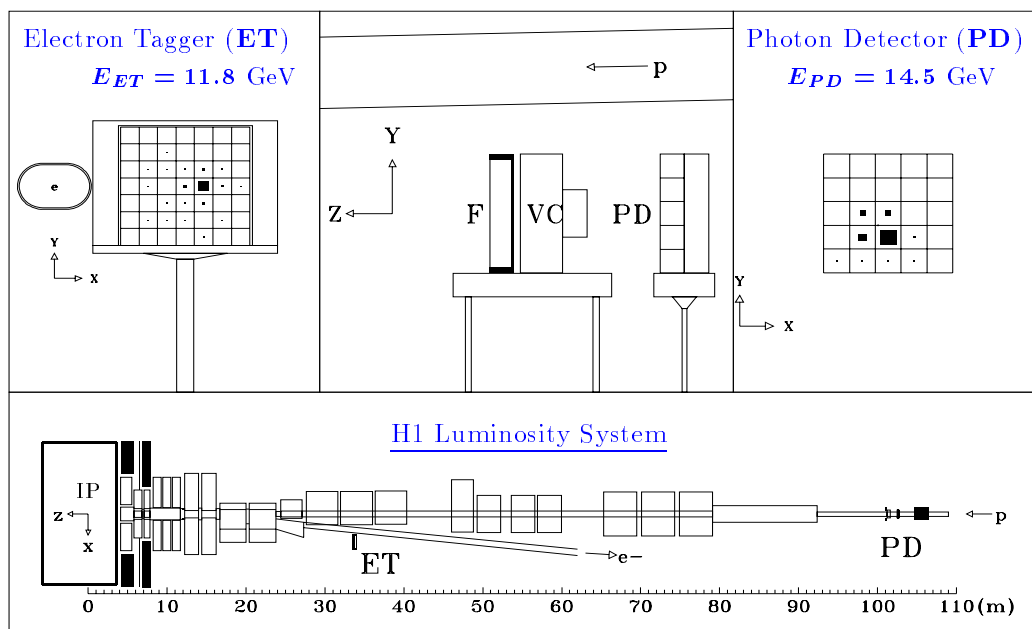 Electron Tagger (ET)
E_ET = 11.8 GeV
e
Y
X
p
Y
Z
F
VC
PD
Photon Detector (PD)
E_PD = 14.5 GeV
Y
X
H1 Luminosity System
IP
z
x
ET
e-
PD
p
0 10 20 30 40 50 60 70 80 90 100 110 (m)